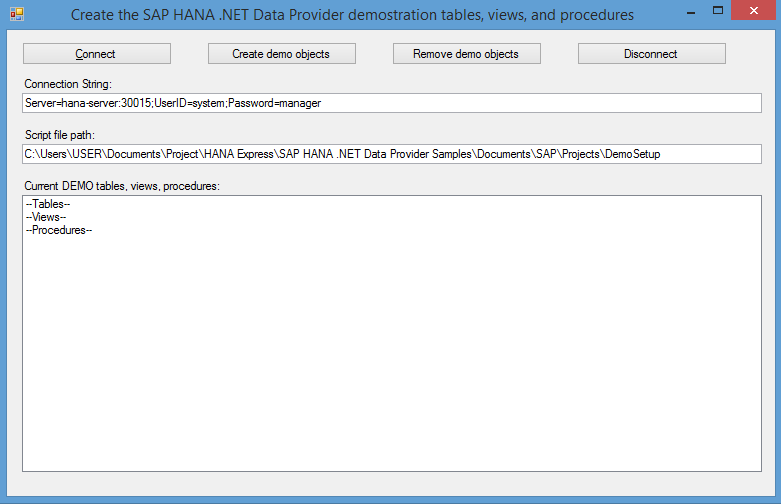 Create the SAP HANA .NET Data Provider demostration tables, views, and procedures
Connect Create demo objects Remove demo objects Disconnect
Connection String:
Server=hana-server:30015;UserID=system;Password=manager
Script file path:
C:\Users\USER\Documents\Project\HANA Express\SAP HANA .NET Data Provider Samples\Documents\SAP\Projects\DemoSetup
Current DEMO tables, views, procedures:
--Tables--
--Views--
--Procedures--